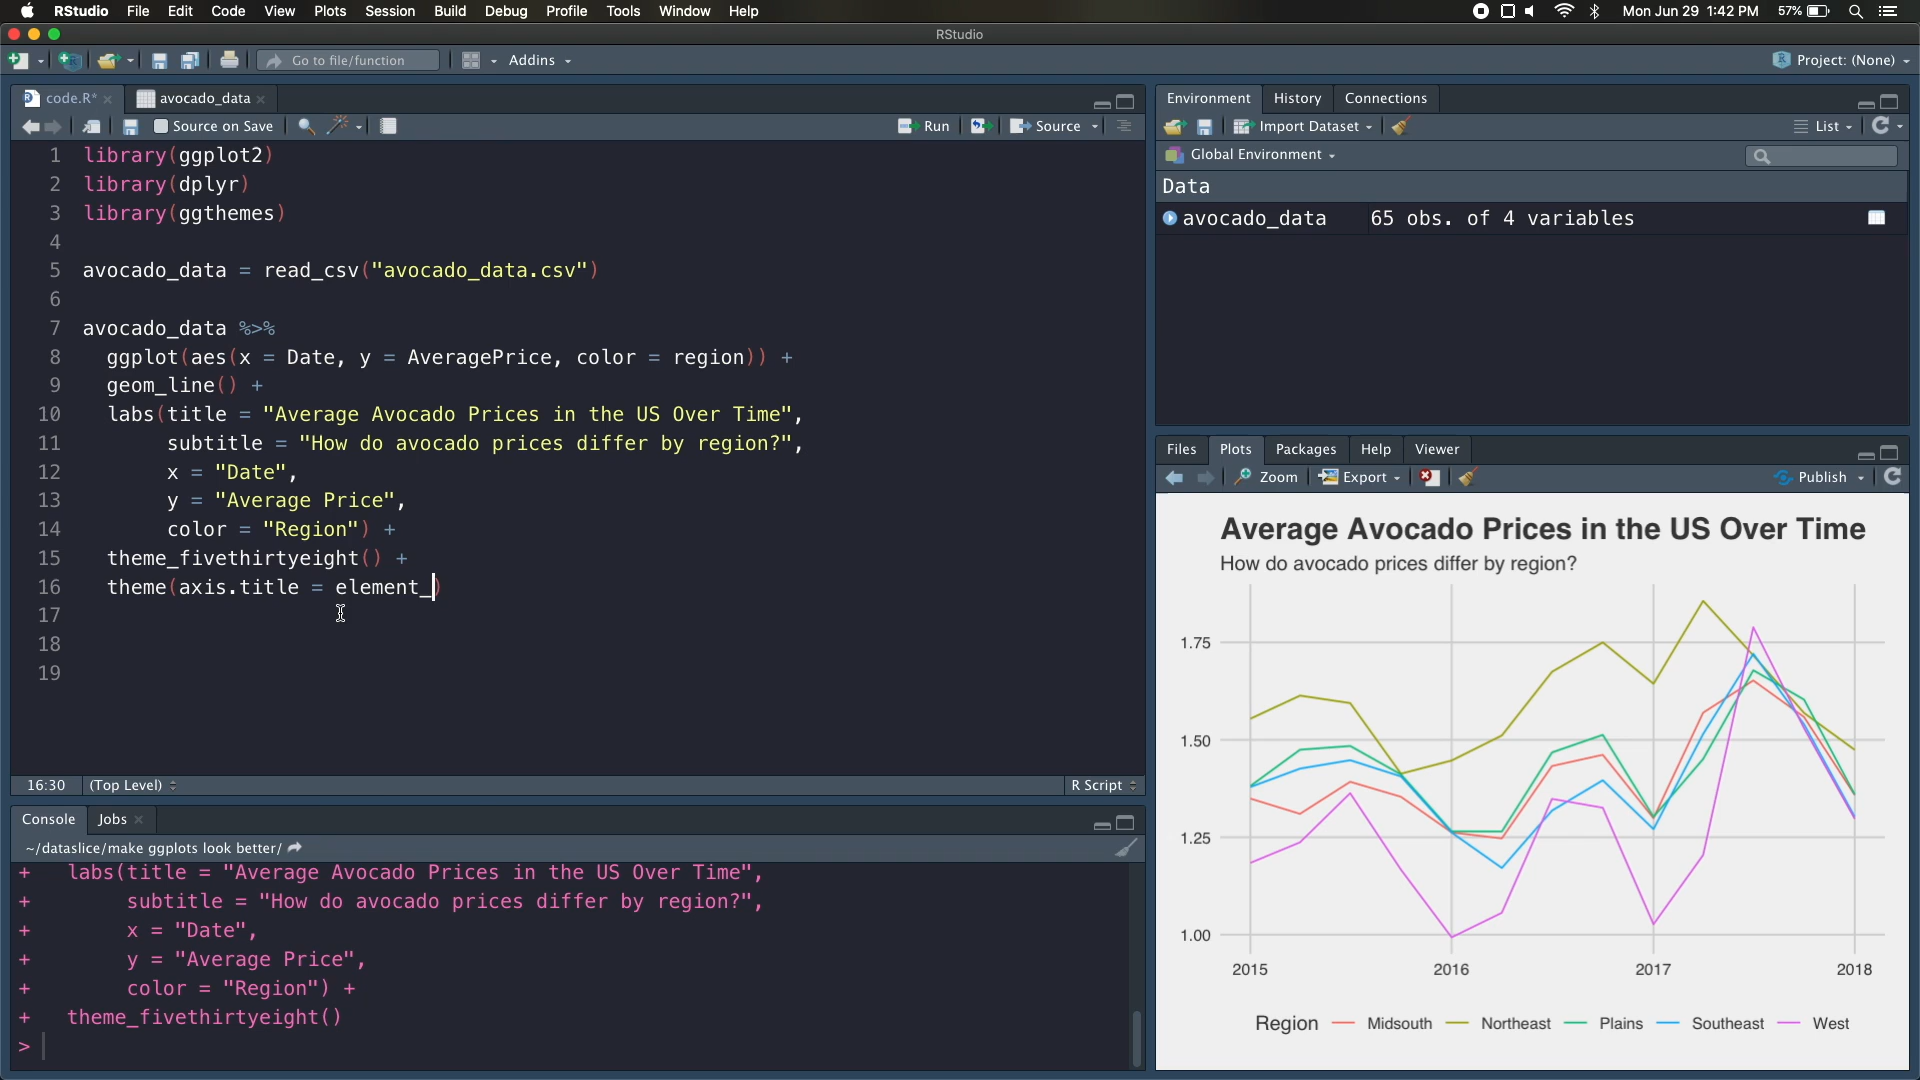 RStudio File Edit Code View Plots Session Build Debug Profile Tools Window Help Mon Jun 29 1:42 PM 57%
RStudio
Go to file/function Addins Project: (None)
code.R* avocado_data
Source on Save Run Source
1 library(ggplot2)
2 library(dplyr)
3 library(ggthemes)
4
5 avocado_data = read_csv("avocado_data.csv")
6
7 avocado_data %>%
8 ggplot(aes(x = Date, y = AveragePrice, color = region)) +
9 geom_line() +
10 labs(title = "Average Avocado Prices in the US Over Time",
11 subtitle = "How do avocado prices differ by region?",
12 x = "Date",
13 y = "Average Price",
14 color = "Region") +
15 theme_fivethirtyeight() +
16 theme(axis.title = element_)
17
18
19
16:30 (Top Level) R Script
Console Jobs
~/dataslice/make ggplots look better/
+ labs(title = "Average Avocado Prices in the US Over Time",
+ subtitle = "How do avocado prices differ by region?",
+ x = "Date",
+ y = "Average Price",
+ color = "Region") +
+ theme_fivethirtyeight()
>
Environment History Connections
Import Dataset List
Global Environment
Data
avocado_data 65 obs. of 4 variables
Files Plots Packages Help Viewer
Zoom Export Publish
Average Avocado Prices in the US Over Time
How do avocado prices differ by region?
1.75
1.50
1.25
1.00
2015 2016 2017 2018
Region Midsouth Northeast Plains Southeast West